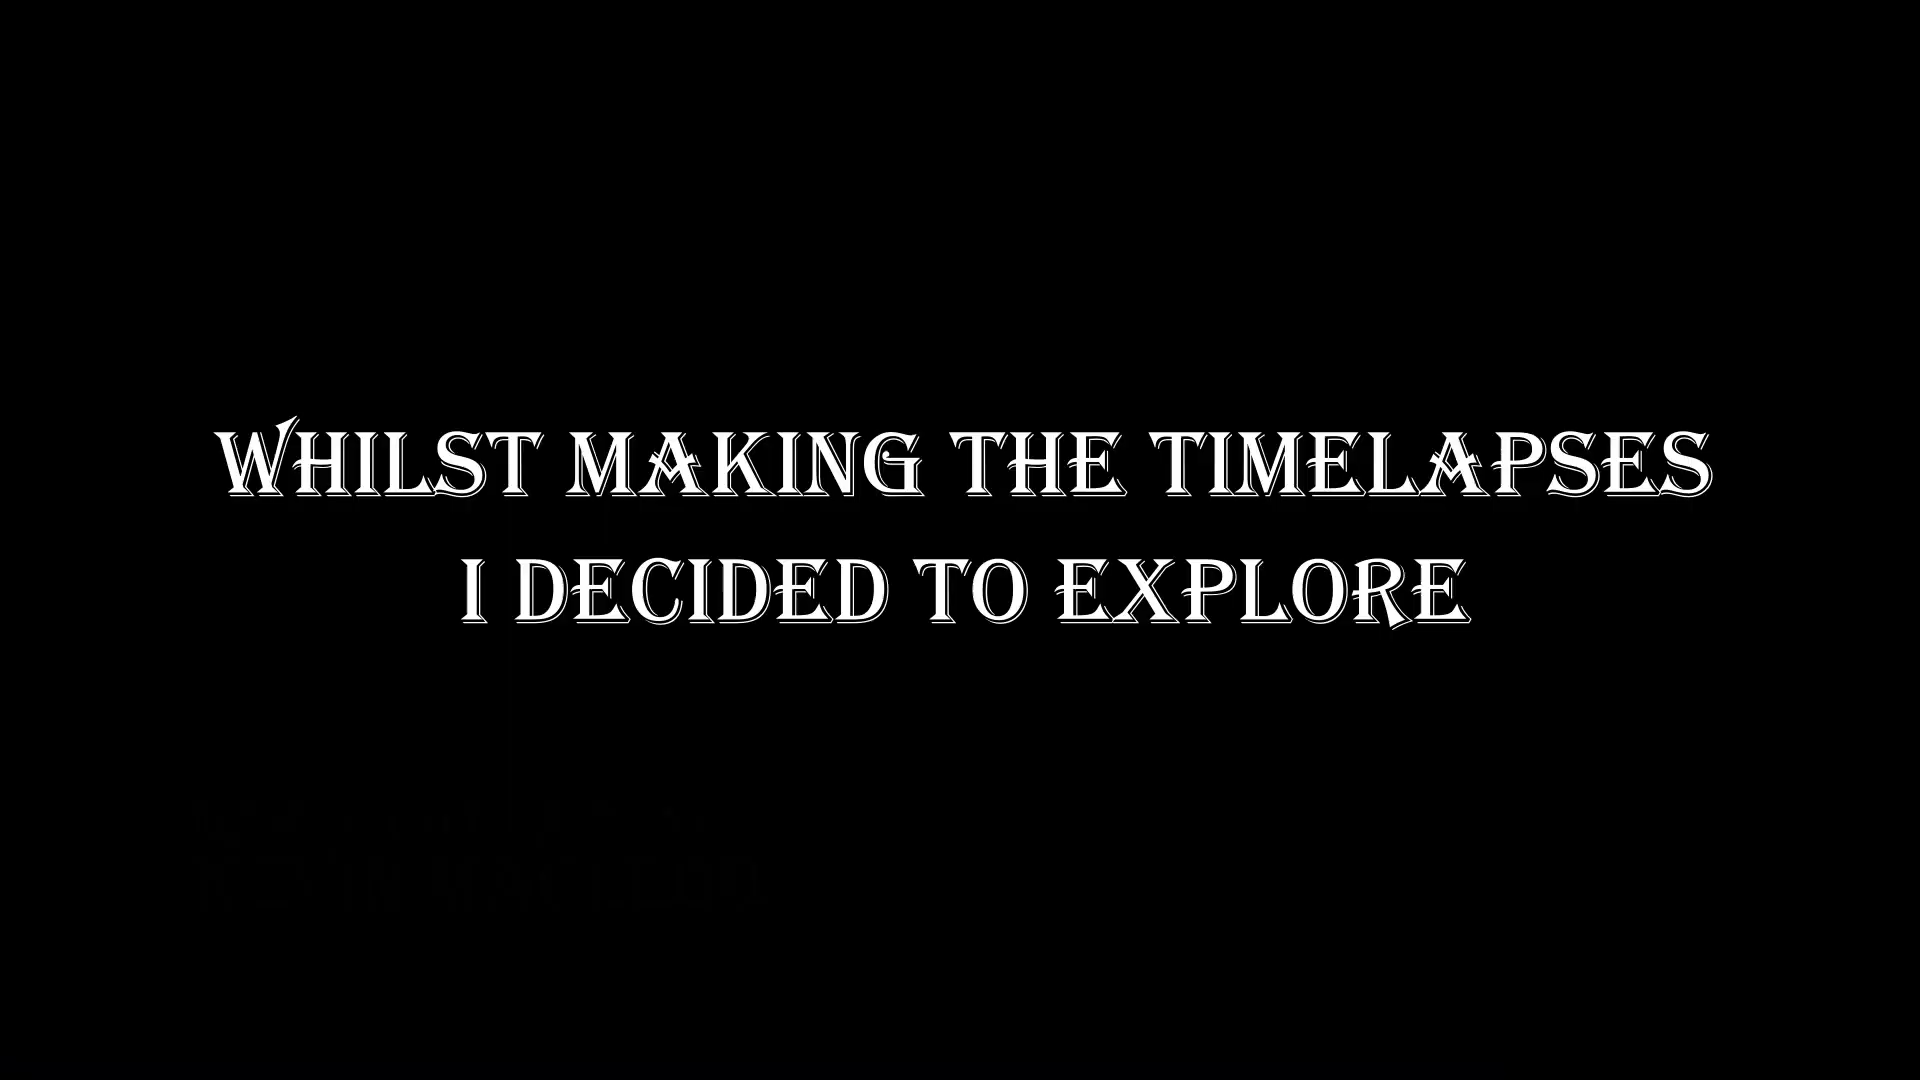 WHILST MAKING THE TIMELAPSES
I DECIDED TO EXPLORE